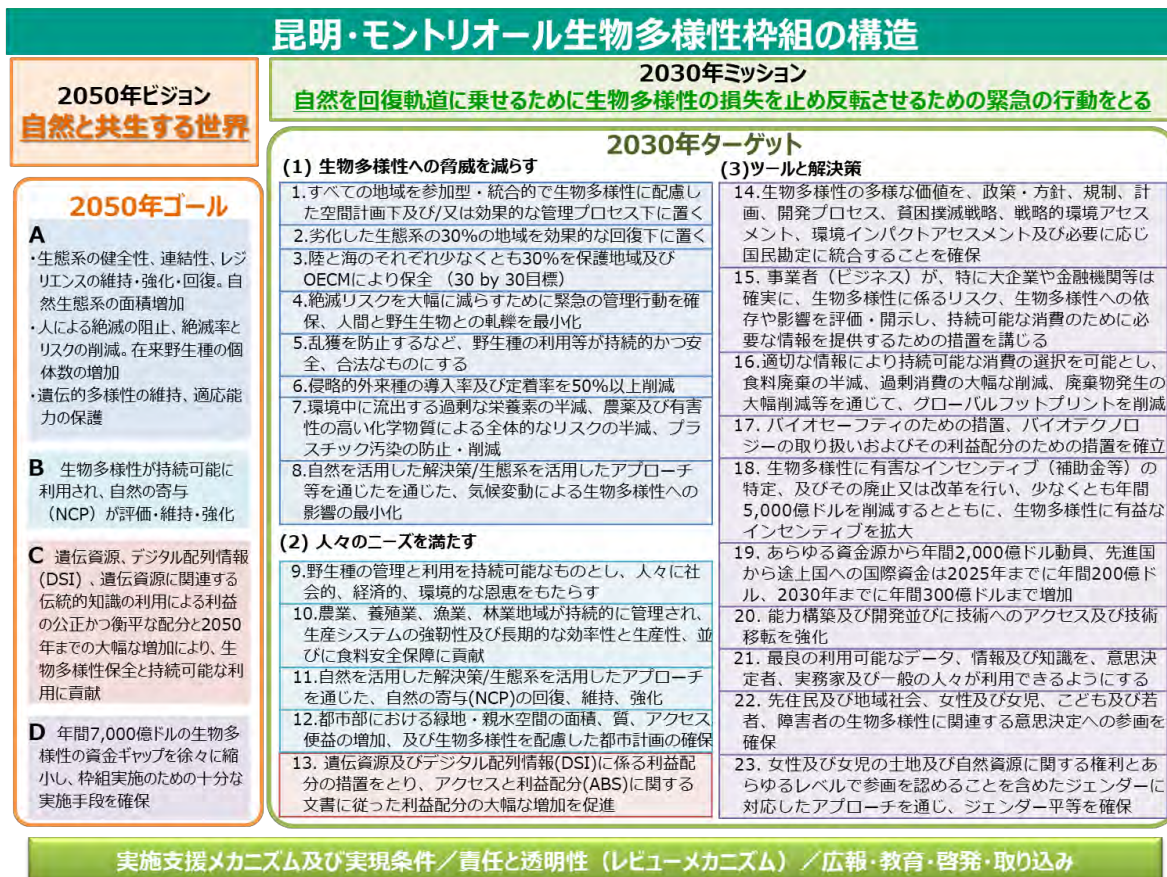 昆明・モントリオール生物多様性枠組の構造
2050年ビジョン
自然と共生する世界
2030年ミッション
自然を回復軌道に乗せるために生物多様性の損失を止め反転させるための緊急の行動をとる
2050年ゴール
A
・生態系の健全性、連結性、レジ
リエンスの維持・強化・回復。自
然生態系の面積増加
・人による絶滅の阻止、絶滅率と
リスクの削減。在来野生種の個
体数の増加
・遺伝的多様性の維持、適応能
力の保護
B 生物多様性が持続可能に
利用され、自然の寄与
（NCP）が評価・維持・強化
C 遺伝資源、デジタル配列情報
(DSI) 、遺伝資源に関連する
伝統的知識の利用による利益
の公正かつ衡平な配分と2050
年までの大幅な増加により、生
物多様性保全と持続可能な利
用に貢献
D 年間7,000億ドルの生物多
様性の資金ギャップを徐々に縮
小し、枠組実施のための十分な
実施手段を確保
2030年ターゲット
(1) 生物多様性への脅威を減らす
1.すべての地域を参加型・統合的で生物多様性に配慮し
た空間計画下及び/又は効果的な管理プロセス下に置く
2.劣化した生態系の30%の地域を効果的な回復下に置く
3.陸と海のそれぞれ少なくとも30%を保護地域及び
OECMにより保全 （30 by 30目標）
4.絶滅リスクを大幅に減らすために緊急の管理行動を確
保、人間と野生生物との軋轢を最小化
5.乱獲を防止するなど、野生種の利用等が持続的かつ安
全、合法なものにする
6.侵略的外来種の導入率及び定着率を50%以上削減
7.環境中に流出する過剰な栄養素の半減、農薬及び有害
性の高い化学物質による全体的なリスクの半減、プラ
スチック汚染の防止・削減
8.自然を活用した解決策/生態系を活用したアプローチ
等を通じたを通じた、気候変動による生物多様性への
影響の最小化
(2) 人々のニーズを満たす
9.野生種の管理と利用を持続可能なものとし、人々に社
会的、経済的、環境的な恩恵をもたらす
10.農業、養殖業、漁業、林業地域が持続的に管理され、
生産システムの強靭性及び長期的な効率性と生産性、並
びに食料安全保障に貢献
11.自然を活用した解決策/生態系を活用したアプローチ
を通じた、自然の寄与(NCP)の回復、維持、強化
12.都市部における緑地・親水空間の面積、質、アクセス、
便益の増加、及び生物多様性を配慮した都市計画の確保
13. 遺伝資源及びデジタル配列情報(DSI)に係る利益配
分の措置をとり、アクセスと利益配分(ABS)に関する
文書に従った利益配分の大幅な増加を促進
(3)ツールと解決策
14.生物多様性の多様な価値を、政策・方針、規制、計
画、開発プロセス、貧困撲滅戦略、戦略的環境アセス
メント、環境インパクトアセスメント及び必要に応じ
国民勘定に統合することを確保
15. 事業者（ビジネス）が、特に大企業や金融機関等は
確実に、生物多様性に係るリスク、生物多様性への依
存や影響を評価・開示し、持続可能な消費のために必
要な情報を提供するための措置を講じる
16.適切な情報により持続可能な消費の選択を可能とし、
食料廃棄の半減、過剰消費の大幅な削減、廃棄物発生の
大幅削減等を通じて、グローバルフットプリントを削減
17. バイオセーフティのための措置、バイオテクノロ
ジーの取り扱いおよびその利益配分のための措置を確立
18. 生物多様性に有害なインセンティブ（補助金等）の
特定、及びその廃止又は改革を行い、少なくとも年間
5,000億ドルを削減するとともに、生物多様性に有益な
インセンティブを拡大
19. あらゆる資金源から年間2,000億ドル動員、先進国
から途上国への国際資金は2025年までに年間200億ド
ル、2030年までに年間300億ドルまで増加
20. 能力構築及び開発並びに技術へのアクセス及び技術
移転を強化
21. 最良の利用可能なデータ、情報及び知識を、意思決
定者、実務家及び一般の人々が利用できるようにする
22. 先住民及び地域社会、女性及び女児、こども及び若
者、障害者の生物多様性に関連する意思決定への参画を
確保
23. 女性及び女児の土地及び自然資源に関する権利とあ
らゆるレベルで参画を認めることを含めたジェンダーに
対応したアプローチを通じ、ジェンダー平等を確保
実施支援メカニズム及び実現条件／責任と透明性（レビューメカニズム）／広報・教育・啓発・取り込み